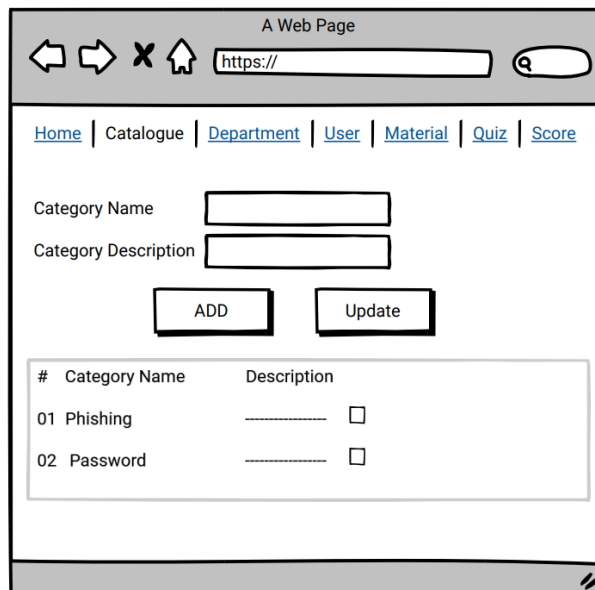 A Web Page
https://
Home | Catalogue | Department | User | Material | Quiz | Score
Category Name
Category Description
ADD Update
# Category Name Description
01 Phishing ----------------
02 Password ----------------